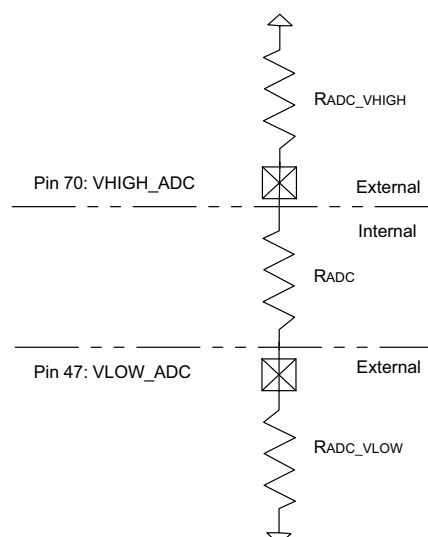 RADC_VHIGH
Pin 70: VHIGH_ADC
External
Internal
RADC
Pin 47: VLOW_ADC
External
RADC_VLOW